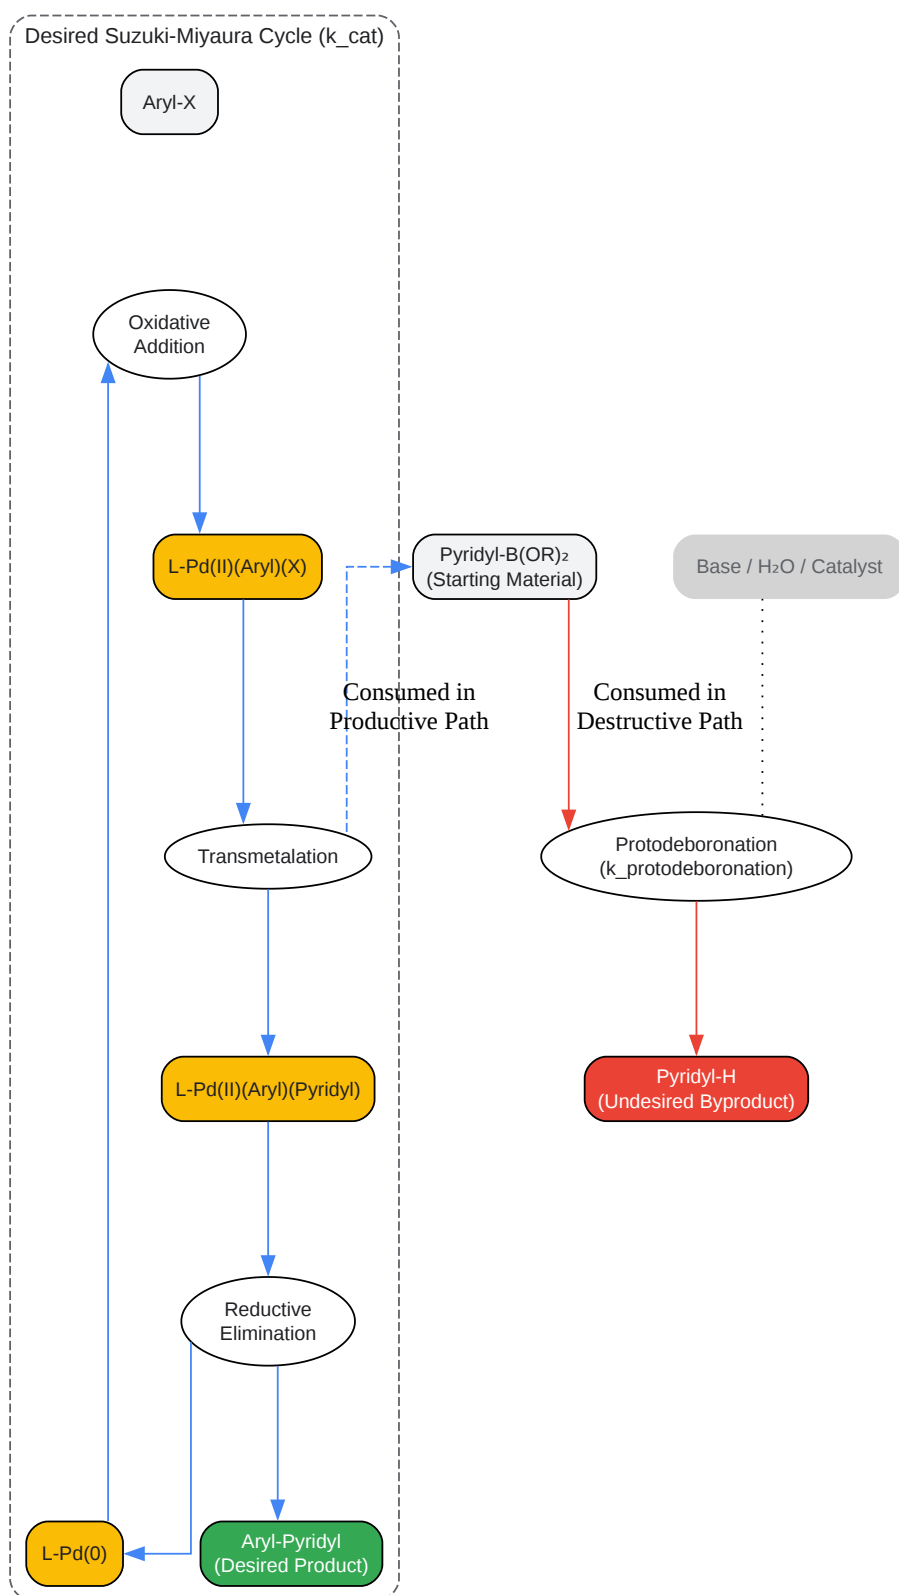 Desired Suzuki-Miyaura Cycle (k_cat)
Aryl-X
Oxidative
Addition
L-Pd(II)(Aryl)(X)
Pyridyl-B(OR)₂
(Starting Material)
Base / H₂O / Catalyst
Consumed in
Productive Path
Consumed in
Destructive Path
Transmetalation
Protodeboronation
(k_protodeboronation)
L-Pd(II)(Aryl)(Pyridyl)
Pyridyl-H
(Undesired Byproduct)
Reductive
Elimination
L-Pd(0)
Aryl-Pyridyl
(Desired Product)